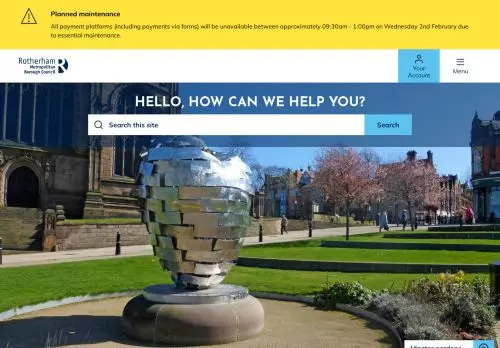 Planned maintenance
All payment platforms (including payments via forms) will be unavailable between approximately 09:30am - 1:00pm on Wednesday 2nd February due
to essential maintenance.
Rotherham
Metropolitan
Borough Council
Your
Account
Menu
HELLO, HOW CAN WE HELP YOU?
Search this site
Search
Minster gardens